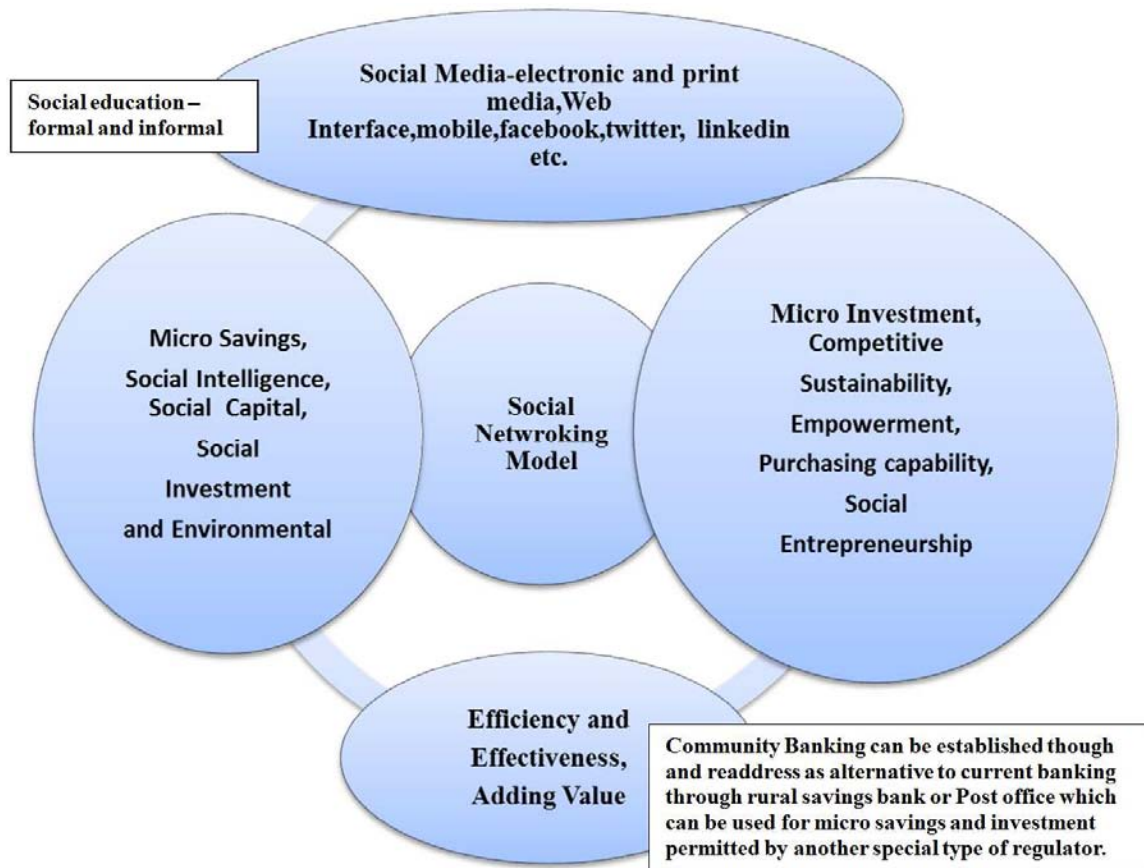 Social Media-electronic and print
media,Web
Interface,mobile,facebook,twitter, linkedin
etc.
Social education –
formal and informal
Micro Savings,
Social Intelligence,
Social Capital,
Social
Investment
and Environmental
Social
Netwroking
Model
Micro Investment,
Competitive
Sustainability,
Empowerment,
Purchasing capability,
Social
Entrepreneurship
Efficiency and
Effectiveness,
Adding Value
Community Banking can be established though
and readdress as alternative to current banking
through rural savings bank or Post office which
can be used for micro savings and investment
permitted by another special type of regulator.